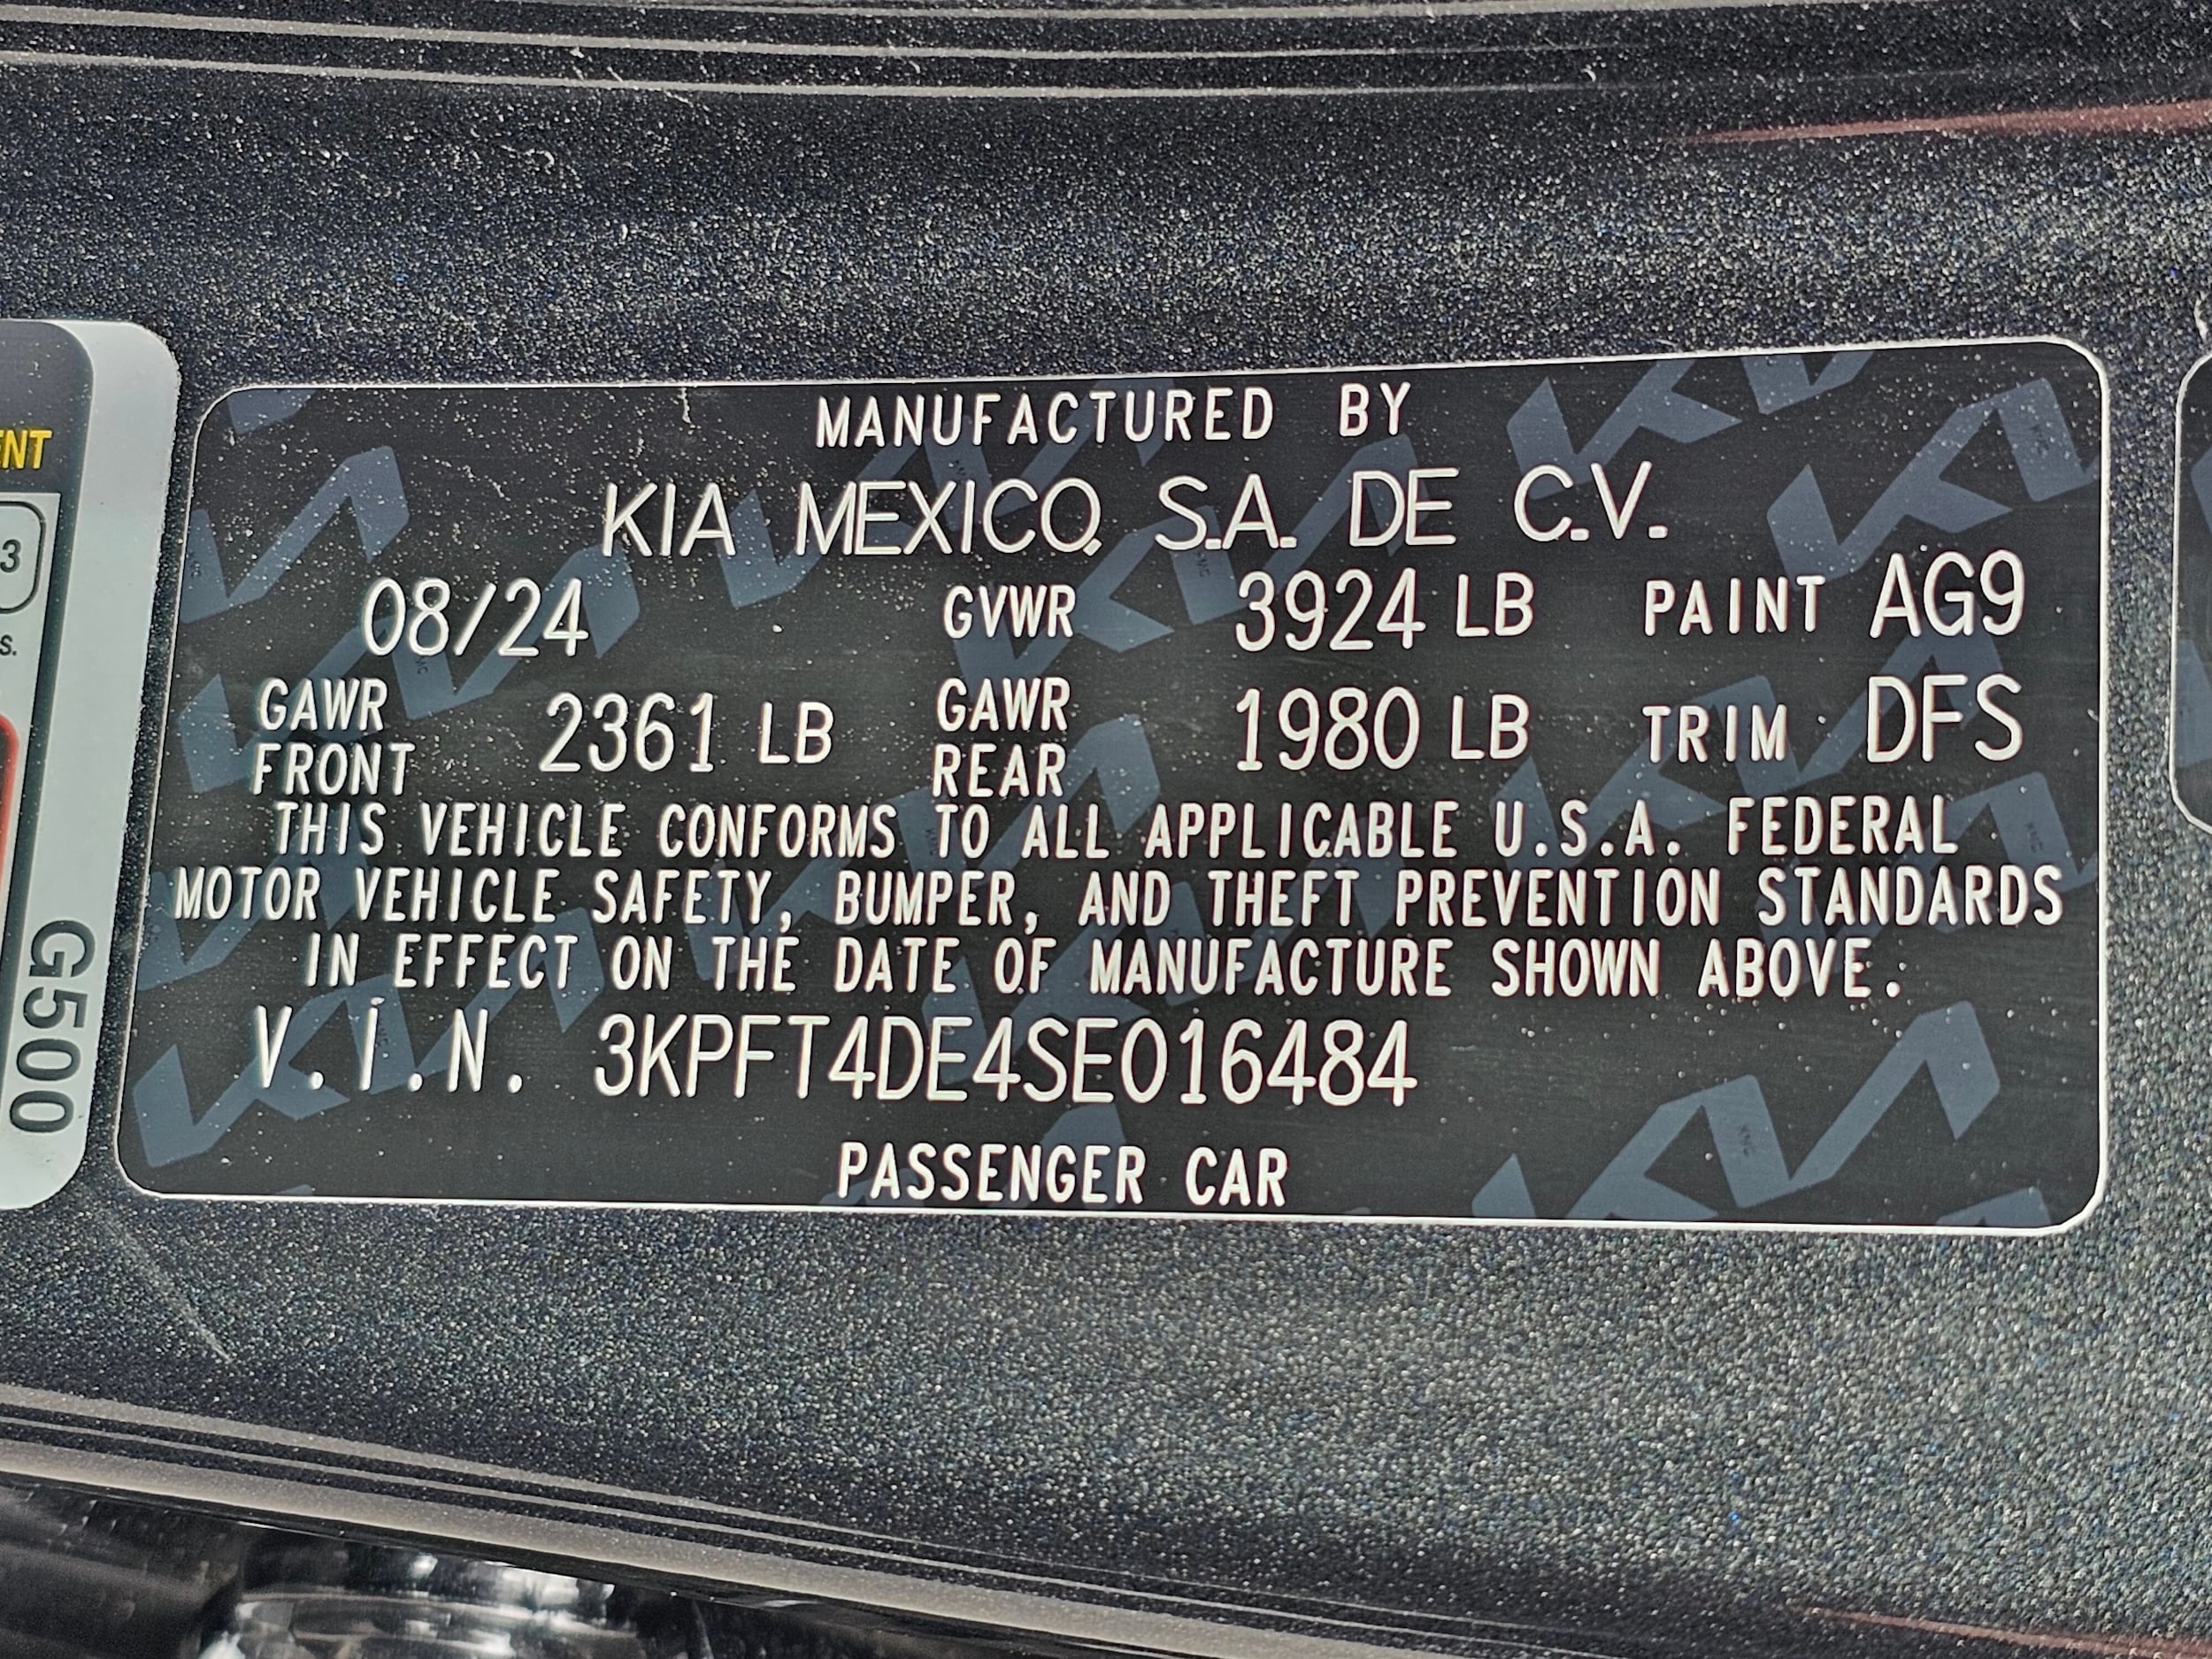 MANUFACTURED BY
KIA MEXICO, S.A. DE C.V.
08/24 GVWR 3924 LB PAINT AG9
GAWR FRONT 2361 LB GAWR REAR 1980 LB TRIM DFS
THIS VEHICLE CONFORMS TO ALL APPLICABLE U.S.A. FEDERAL
MOTOR VEHICLE SAFETY, BUMPER, AND THEFT PREVENTION STANDARDS
IN EFFECT ON THE DATE OF MANUFACTURE SHOWN ABOVE.
V.I.N. 3KPFT4DE4SE016484
PASSENGER CAR
3
G500